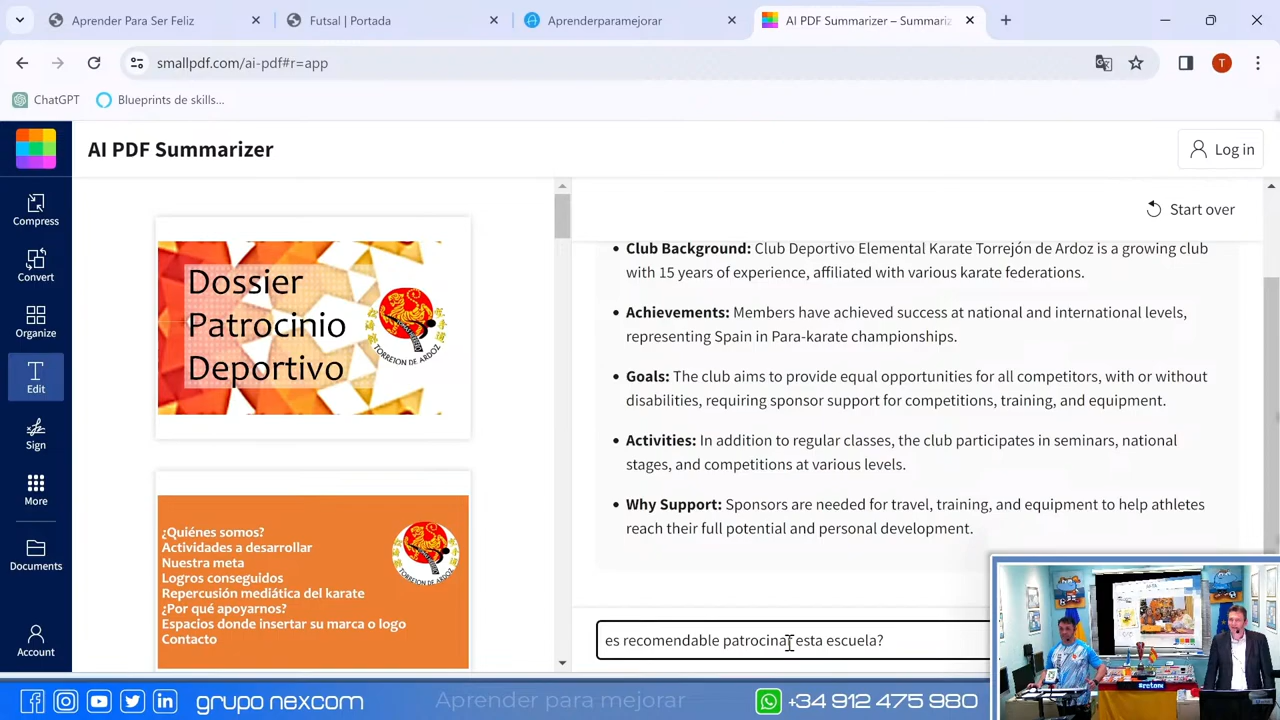 Aprender Para Ser Feliz
Futsal | Portada
Aprenderparamejorar
AI PDF Summarizer – Summariz
smallpdf.com/ai-pdf#r=app
T
ChatGPT
Blueprints de skills...
AI PDF Summarizer
Log in
Compress
Convert
Organize
Edit
Sign
More
Documents
Account
Dossier
Patrocinio
Deportivo
TORREJON DE ARDOZ
¿Quiénes somos?
Actividades a desarrollar
Nuestra meta
Logros conseguidos
Repercusión mediática del karate
¿Por qué apoyarnos?
Espacios donde insertar su marca o logo
Contacto
Start over
Club Background: Club Deportivo Elemental Karate Torrejón de Ardoz is a growing club
with 15 years of experience, affiliated with various karate federations.
Achievements: Members have achieved success at national and international levels,
representing Spain in Para-karate championships.
Goals: The club aims to provide equal opportunities for all competitors, with or without
disabilities, requiring sponsor support for competitions, training, and equipment.
Activities: In addition to regular classes, the club participates in seminars, national
stages, and competitions at various levels.
Why Support: Sponsors are needed for travel, training, and equipment to help athletes
reach their full potential and personal development.
es recomendable patrocinar esta escuela?
grupo nexcom
Aprender para mejorar
+34 912 475 980